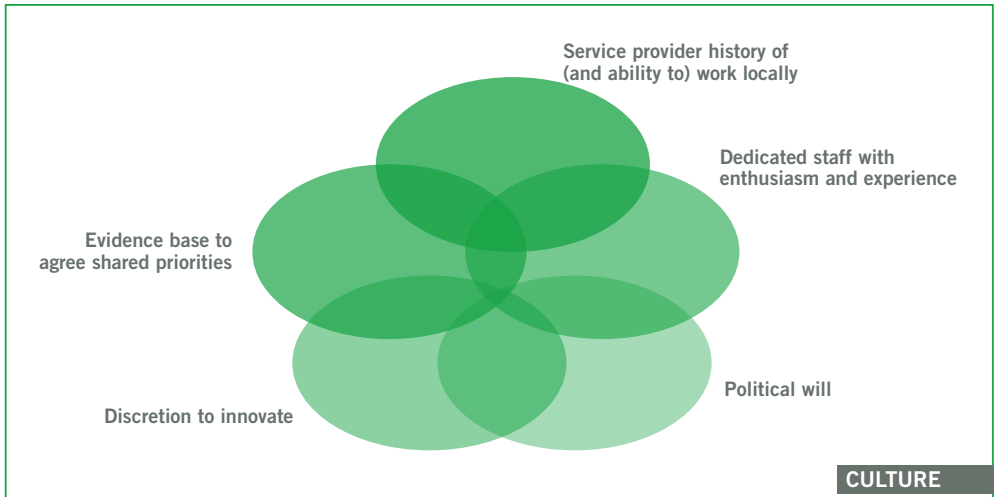 Service provider history of
(and ability to) work locally
Dedicated staff with
enthusiasm and experience
Evidence base to
agree shared priorities
Political will
Discretion to innovate
CULTURE